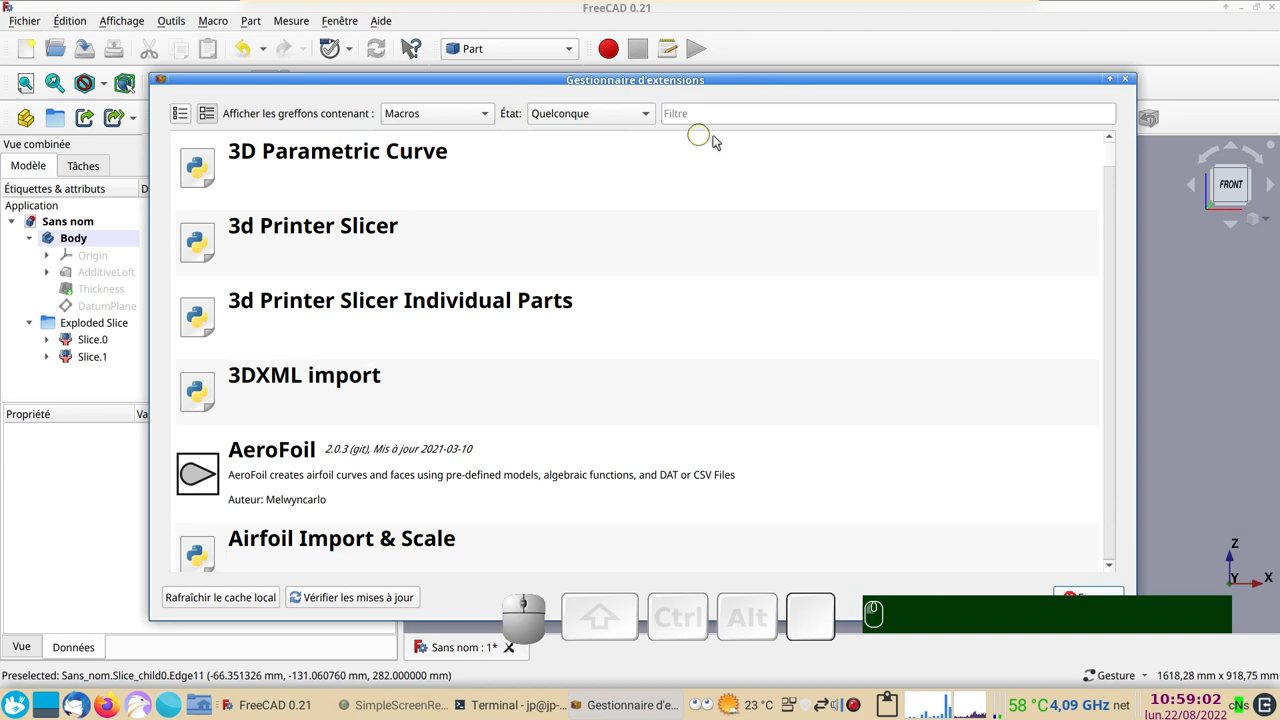 FreeCAD 0.21
Fichier Édition Affichage Outils Macro Part Mesure Fenêtre Aide
Part
Gestionnaire d'extensions
Afficher les greffons contenant : Macros État: Quelconque Filtre
Vue combinée
Modèle Tâches
Étiquettes & attributs D
Application
Sans nom
Body
Origin
AdditiveLoft
Thickness
DatumPlane
Exploded Slice
Slice.0
Slice.1
Propriété Va
3D Parametric Curve
3d Printer Slicer
3d Printer Slicer Individual Parts
3DXML import
AeroFoil 2.0.3 (git), Mis à jour 2021-03-10
AeroFoil creates airfoil curves and faces using pre-defined models, algebraic functions, and DAT or CSV Files
Auteur: Melwyncarlo
Airfoil Import & Scale
Rafraîchir le cache local Vérifier les mises à jour
FRONT
Z
Y X
Ctrl Alt
Vue Données
Sans nom : 1*
Preselected: Sans_nom.Slice_child0.Edge11 (-66.351326 mm, -131.060760 mm, 282.000000 mm)
Gesture 1618,28 mm x 918,75 mm
FreeCAD 0.21 SimpleScreenRe... Terminal - jp@jp-... Gestionnaire d'e... 23 °C 58 °C 4,09 GHz net
10:59:02
lun.22/08/2022
cNs